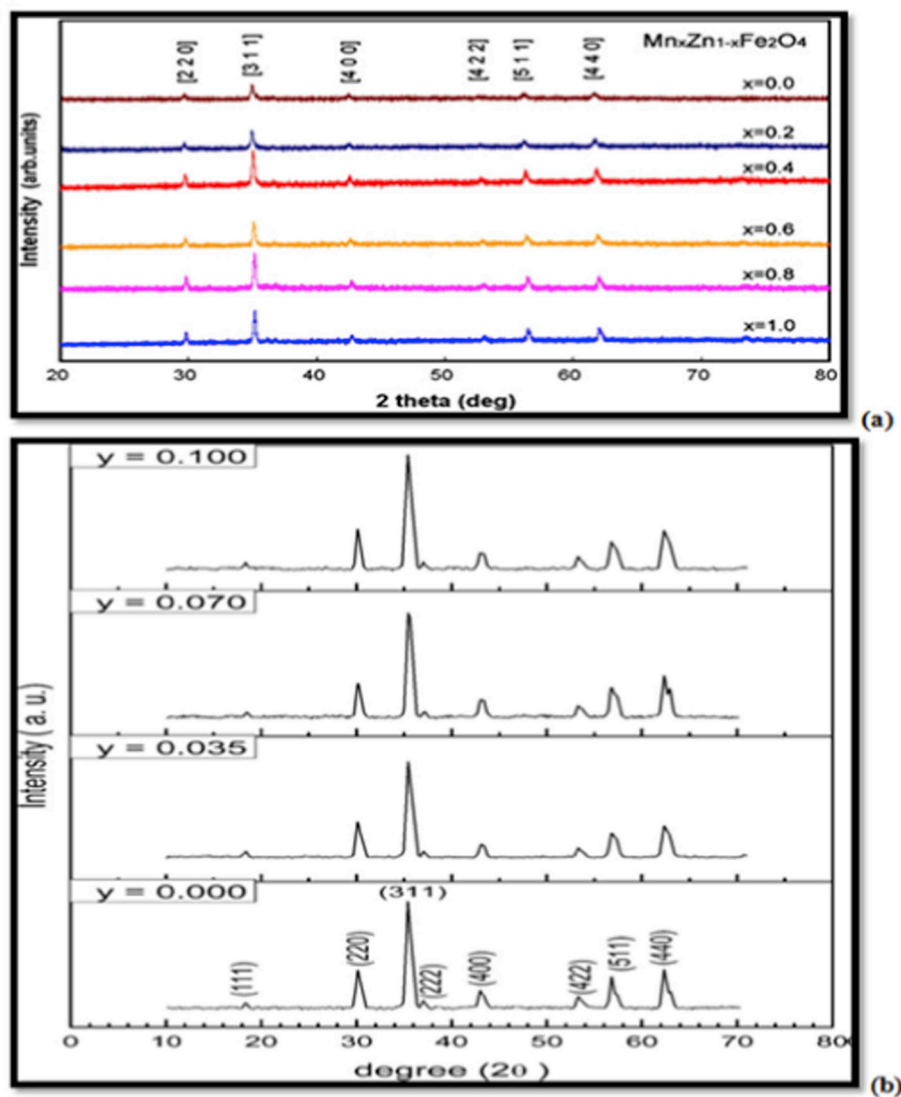 MnxZn1-xFe2O4
[2 2 0]
[3 1 1]
[4 0 0]
[4 2 2]
[5 1 1]
[4 4 0]
x=0.0
x=0.2
x=0.4
x=0.6
x=0.8
x=1.0
Intensity (arb.units)
20 30 40 50 60 70 80
2 theta (deg)
(a)
y = 0.100
y = 0.070
y = 0.035
y = 0.000
(311)
(111)
(220)
(222)
(400)
(422)
(511)
(440)
Intensity ( a. u.)
0 10 20 30 40 50 60 70 80
degree (2θ )
(b)